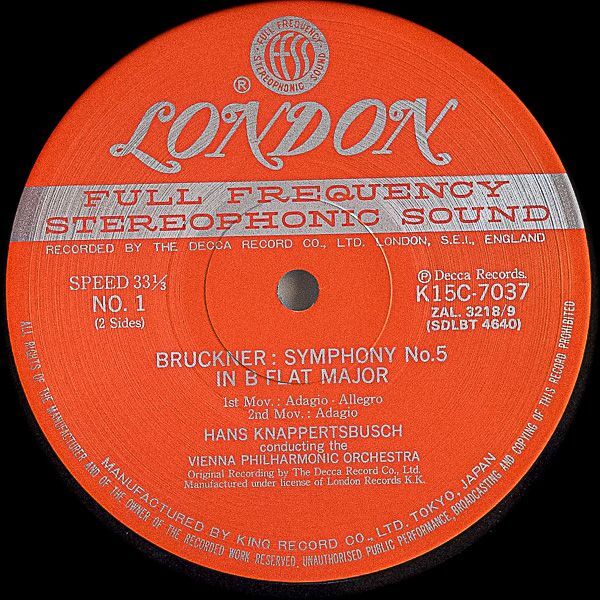 FULL FREQUENCY
FFSS
STEREOPHONIC SOUND
®
LONDON
FULL FREQUENCY
STEREOPHONIC SOUND
RECORDED BY THE DECCA RECORD CO., LTD. LONDON, S.E.I., ENGLAND
SPEED 33⅓
NO. 1
(2 Sides)
℗ Decca Records.
K15C-7037
ZAL. 3218/9
(SDLBT 4640)
BRUCKNER : SYMPHONY No.5
IN B FLAT MAJOR
1st Mov. : Adagio - Allegro
2nd Mov. : Adagio
HANS KNAPPERTSBUSCH
conducting the
VIENNA PHILHARMONIC ORCHESTRA
Original Recording by The Decca Record Co., Ltd.
Manufactured under license of London Records K.K.
MANUFACTURED BY KING RECORD CO., LTD. TOKYO, JAPAN
ALL RIGHTS OF THE MANUFACTURER AND OF THE OWNER OF THE RECORDED WORK RESERVED, UNAUTHORISED PUBLIC PERFORMANCE, BROADCASTING AND COPYING OF THIS RECORD PROHIBITED